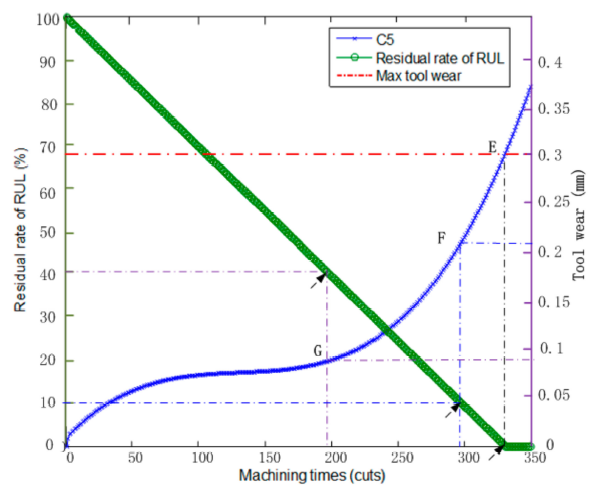 100
90
80
70
60
50
40
30
20
10
0
Residual rate of RUL (%)
C5
Residual rate of RUL
Max tool wear
E
F
G
0.4
0.35
0.3
0.25
0.2
0.15
0.1
0.05
0
Tool wear (mm)
0 50 100 150 200 250 300 350
Machining times (cuts)